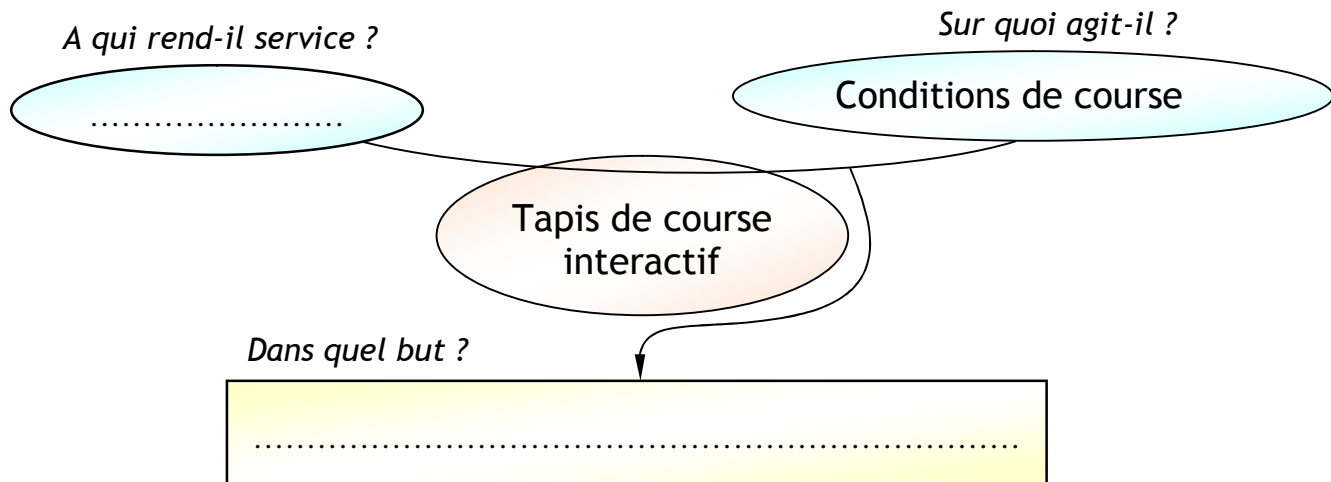 A qui rend-il service ?
Sur quoi agit-il ?
........................
Conditions de course
Tapis de course
interactif
Dans quel but ?
.........................................................................